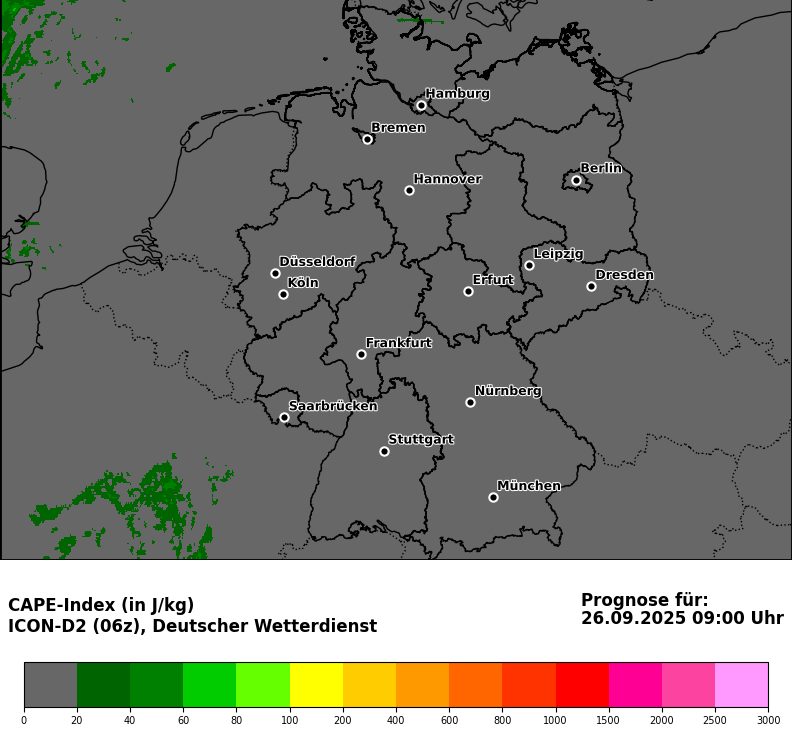 Hamburg
Bremen
Berlin
Hannover
Leipzig
Düsseldorf
Dresden
Köln
Erfurt
Frankfurt
Nürnberg
Saarbrücken
Stuttgart
München
CAPE-Index (in J/kg)
ICON-D2 (06z), Deutscher Wetterdienst
Prognose für:
26.09.2025 09:00 Uhr
0 20 40 60 80 100 200 400 600 800 1000 1500 2000 2500 3000